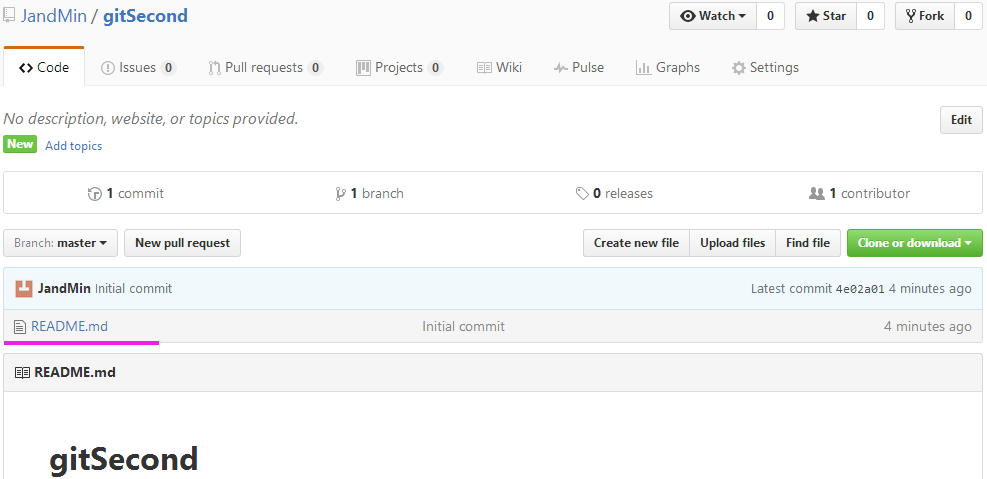 JandMin / gitSecond Watch 0 Star 0 Fork 0
Code Issues 0 Pull requests 0 Projects 0 Wiki Pulse Graphs Settings
No description, website, or topics provided. Edit
New Add topics
1 commit 1 branch 0 releases 1 contributor
Branch: master New pull request Create new file Upload files Find file Clone or download
JandMin Initial commit Latest commit 4e02a01 4 minutes ago
README.md Initial commit 4 minutes ago
README.md
gitSecond